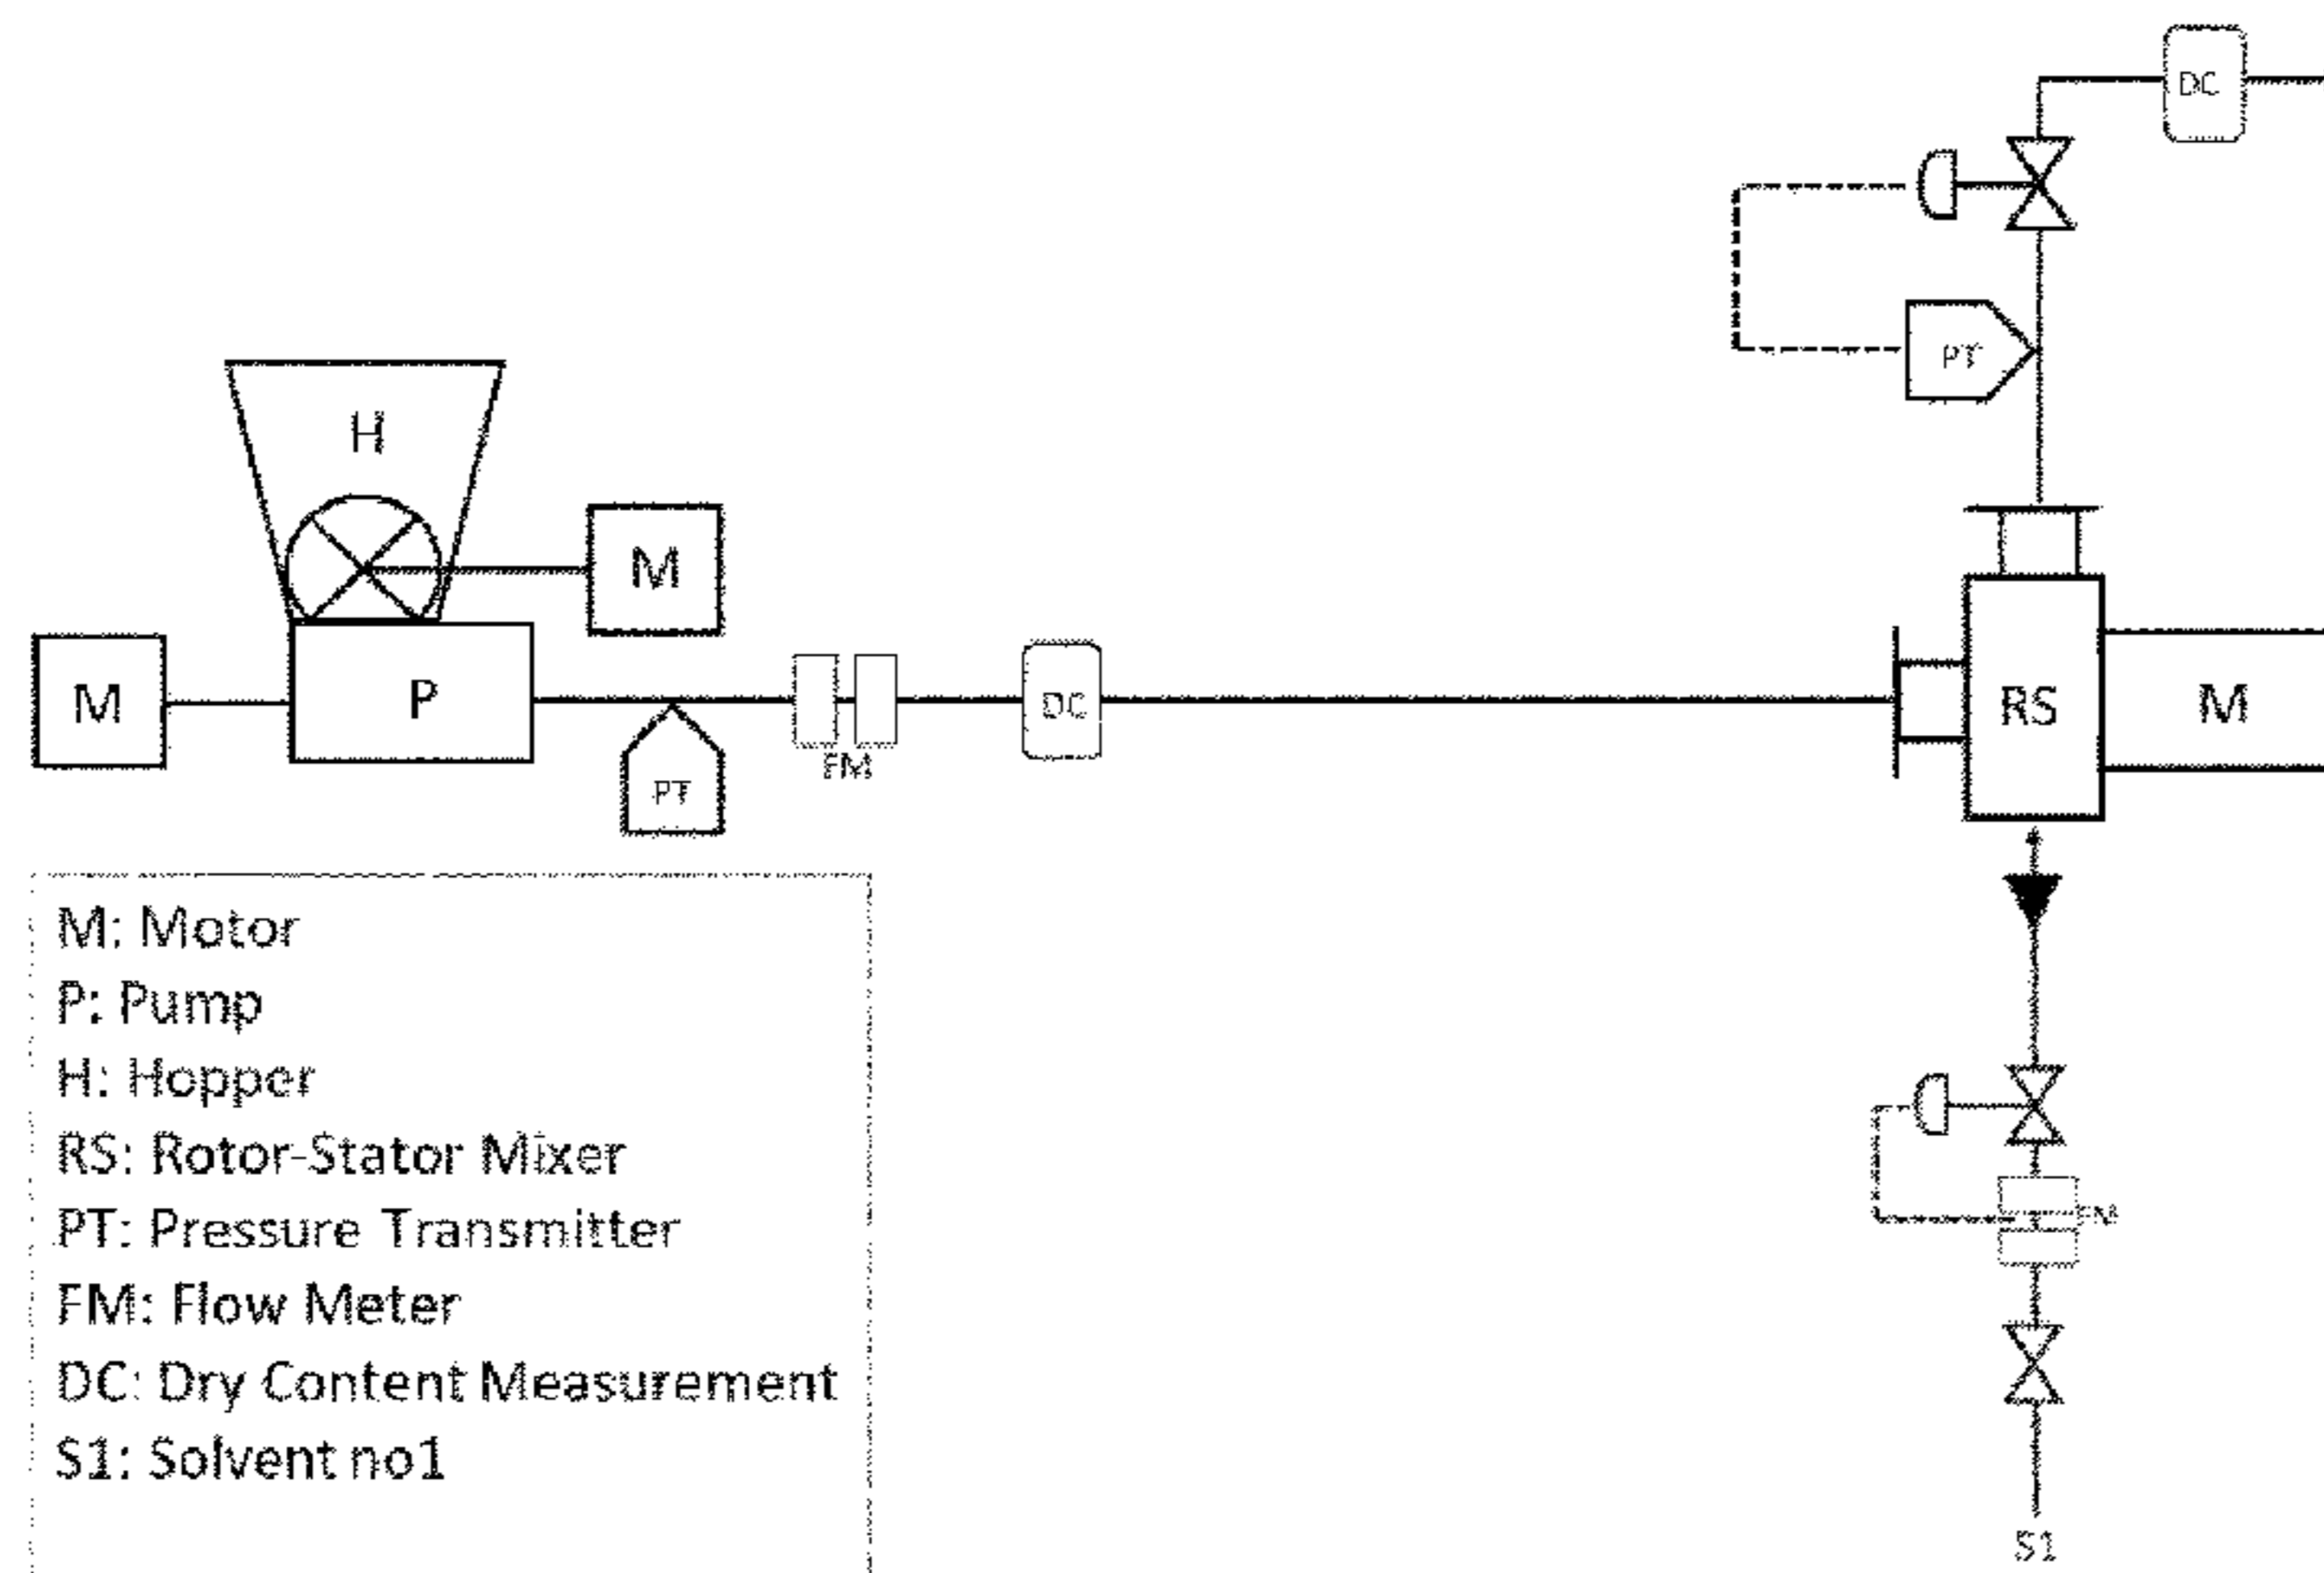 DC
PT
H
M
M
P
FM
DC
PT
RS
M
M: Motor
P: Pump
H: Hopper
RS: Rotor-Stator Mixer
PT: Pressure Transmitter
FM: Flow Meter
DC: Dry Content Measurement
S1: Solvent no1
FM
S1